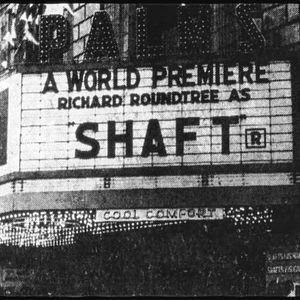 PALMS
A WORLD PREMIERE
RICHARD ROUNDTREE AS
"SHAFT" R
COOL COMFORT